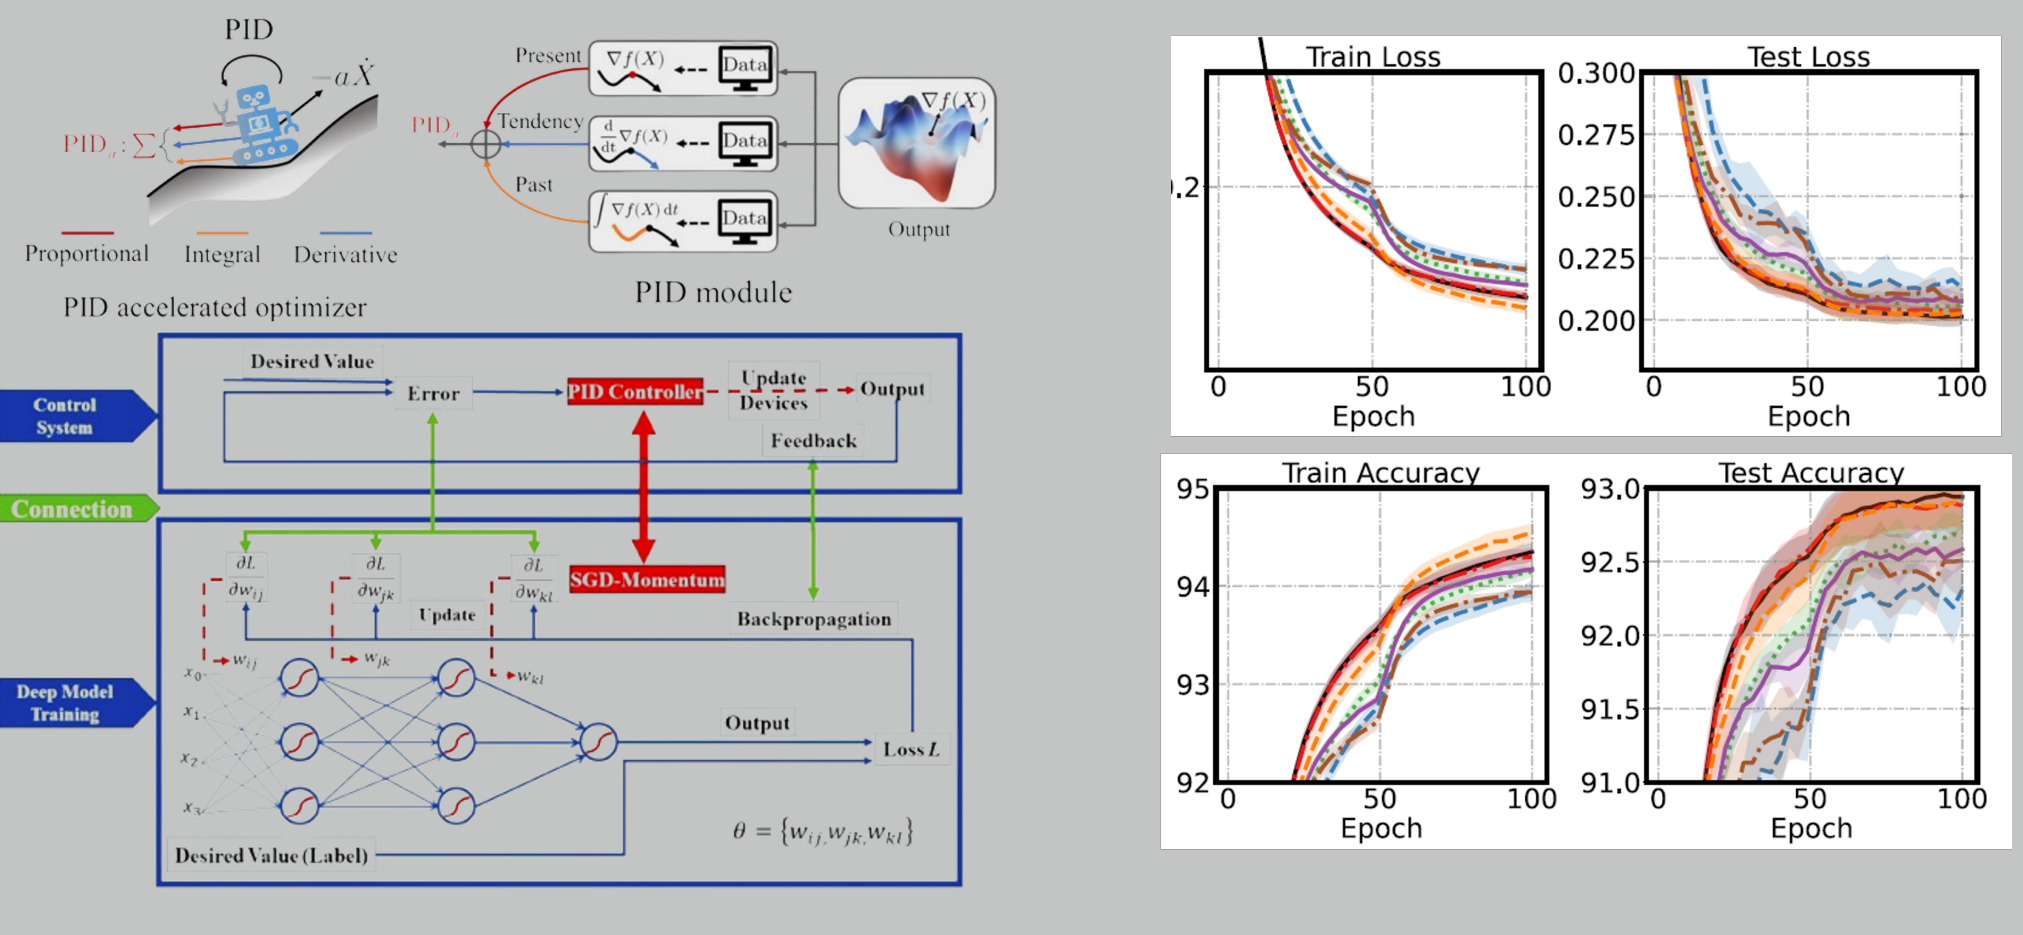 PID
−aẊ
PIDₐ: Σ{
Proportional
Integral
Derivative
PID accelerated optimizer
Present
∇f(X)
Data
PIDₐ
Tendency
d/dt ∇f(X)
Data
Past
∫∇f(X) dt
Data
∇f(X)
Output
PID module
Control
System
Desired Value
Error
PID Controller
Update
Devices
Output
Feedback
Connection
Deep Model
Training
∂L/∂wᵢⱼ
∂L/∂wⱼₖ
∂L/∂wₖₗ
SGD-Momentum
Update
Backpropagation
wᵢⱼ
wⱼₖ
wₖₗ
x₀
x₁
x₂
x₃
Output
Loss L
θ = {wᵢⱼ,wⱼₖ,wₖₗ}
Desired Value (Label)
Train Loss
).2
0
50
100
Epoch
Test Loss
0.300
0.275
0.250
0.225
0.200
0
50
100
Epoch
Train Accuracy
95
94
93
92
0
50
100
Epoch
Test Accuracy
93.0
92.5
92.0
91.5
91.0
0
50
100
Epoch